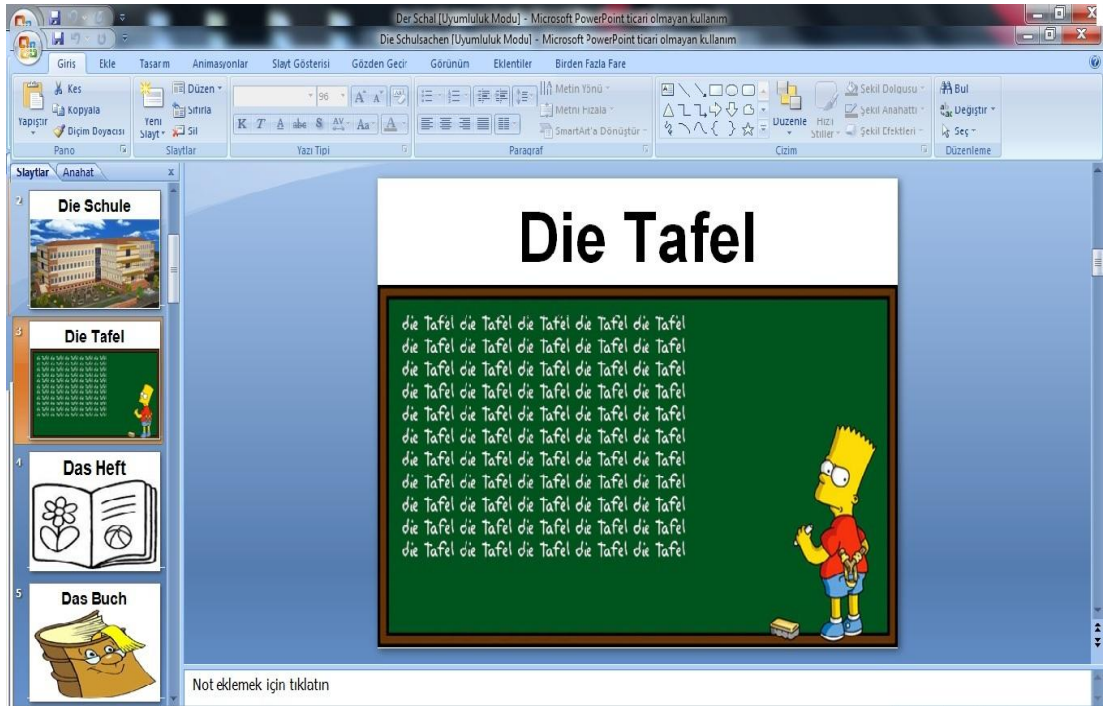 Der Schal [Uyumluluk Modu] - Microsoft PowerPoint ticari olmayan kullanım
Die Schulsachen [Uyumluluk Modu] - Microsoft PowerPoint ticari olmayan kullanım
Giriş Ekle Tasarım Animasyonlar Slayt Gösterisi Gözden Geçir Görünüm Eklentiler Birden Fazla Fare
Yapıştır
Kes
Kopyala
Biçim Boyacısı
Pano
Yeni Slayt
Düzen
Sıfırla
Sil
Slaytlar
96
K T A abc S AV Aa A
Yazı Tipi
Metin Yönü
Metni Hizala
SmartArt'a Dönüştür
Paragraf
Düzenle
Hızlı Stiller
Şekil Dolgusu
Şekil Anahattı
Şekil Efektleri
Çizim
Bul
Değiştir
Seç
Düzenleme
Slaytlar Anahat x
2
Die Schule
3
Die Tafel
4
Das Heft
5
Das Buch
Die Tafel
die Tafel die Tafel die Tafel die Tafel die Tafel
die Tafel die Tafel die Tafel die Tafel die Tafel
die Tafel die Tafel die Tafel die Tafel die Tafel
die Tafel die Tafel die Tafel die Tafel die Tafel
die Tafel die Tafel die Tafel die Tafel die Tafel
die Tafel die Tafel die Tafel die Tafel die Tafel
die Tafel die Tafel die Tafel die Tafel die Tafel
die Tafel die Tafel die Tafel die Tafel die Tafel
die Tafel die Tafel die Tafel die Tafel die Tafel
die Tafel die Tafel die Tafel die Tafel die Tafel
die Tafel die Tafel die Tafel die Tafel die Tafel
Not eklemek için tıklatın